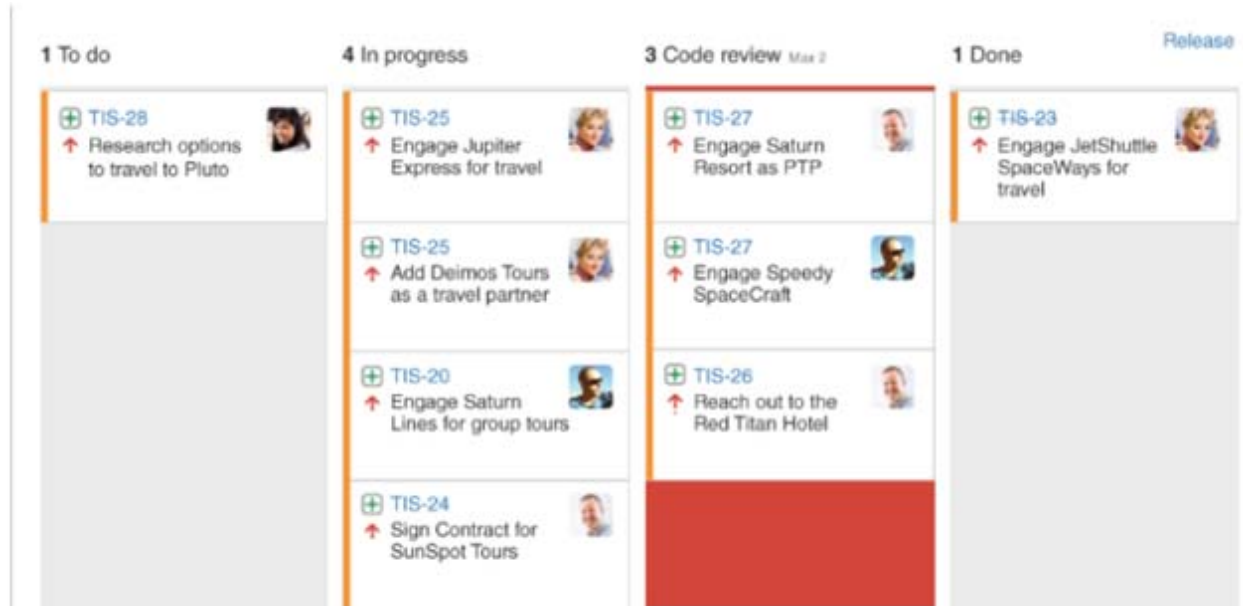 1 To do
4 In progress
3 Code review Max 2
1 Done
Release
TIS-28
Research options
to travel to Pluto
TIS-25
Engage Jupiter
Express for travel
TIS-25
Add Deimos Tours
as a travel partner
TIS-20
Engage Saturn
Lines for group tours
TIS-24
Sign Contract for
SunSpot Tours
TIS-27
Engage Saturn
Resort as PTP
TIS-27
Engage Speedy
SpaceCraft
TIS-26
Reach out to the
Red Titan Hotel
TIS-23
Engage JetShuttle
SpaceWays for
travel